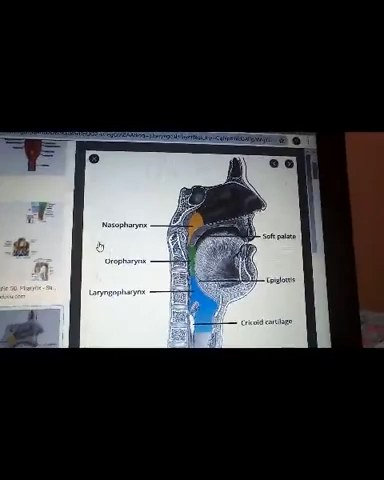 Nasopharynx
Soft palate
Oropharynx
Epiglottis
Laryngopharynx
Cricoid cartilage